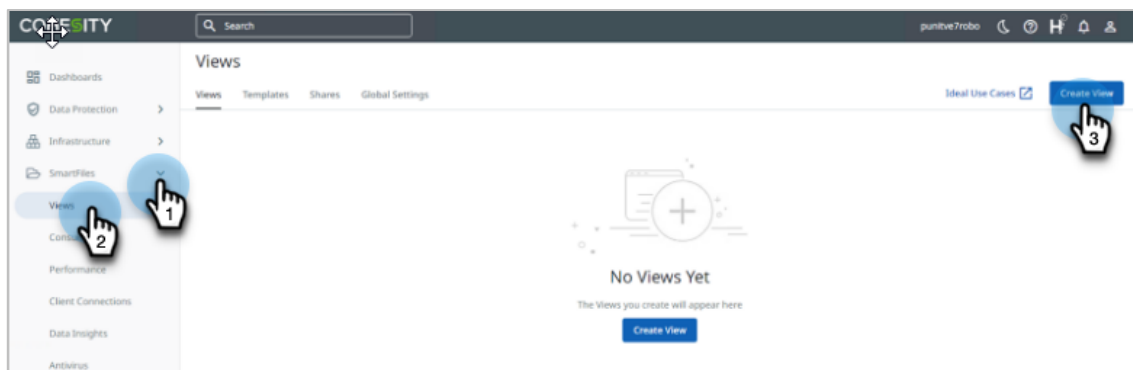 Search
punitve7robo
Views
Views Templates Shares Global Settings
Ideal Use Cases
Create View
Dashboards
Data Protection
Infrastructure
SmartFiles
Views
Performance
Client Connections
Data Insights
Antivirus
1
2
3
No Views Yet
The Views you create will appear here
Create View